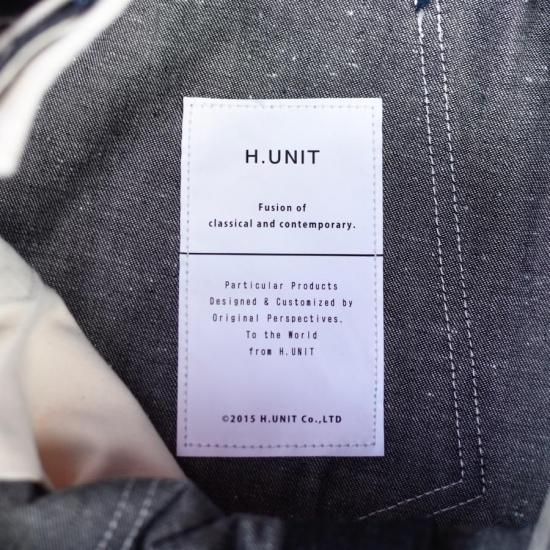 H.UNIT
Fusion of
classical and contemporary.
Particular Products
Designed & Customized by
Original Perspectives.
To the World
from H.UNIT
©2015 H.UNIT Co.,LTD